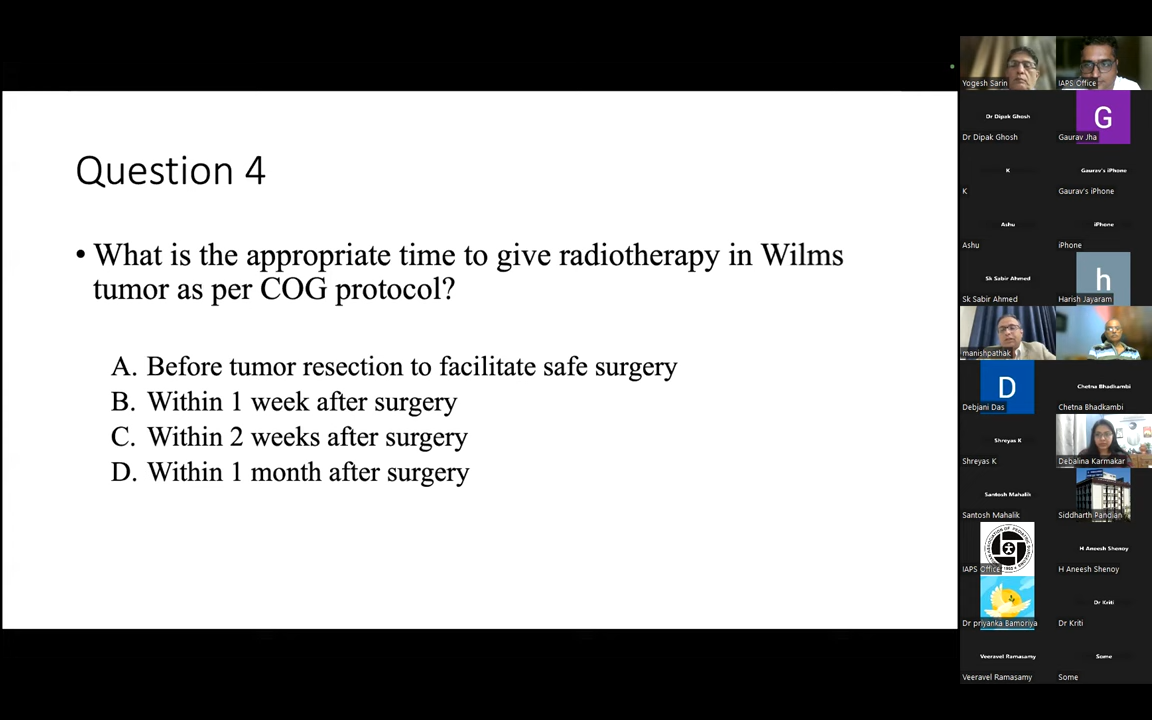 Question 4
• What is the appropriate time to give radiotherapy in Wilms
tumor as per COG protocol?
A. Before tumor resection to facilitate safe surgery
B. Within 1 week after surgery
C. Within 2 weeks after surgery
D. Within 1 month after surgery
Yogesh Sarin
IAPS Office
Dr Dipak Ghosh
Dr Dipak Ghosh
G
Gaurav Jha
K
K
Gaurav's iPhone
Gaurav's iPhone
Ashu
Ashu
iPhone
iPhone
Sk Sabir Ahmed
Sk Sabir Ahmed
h
Harish Jayaram
manishpathak
D
Debjani Das
Chetna Bhadkambi
Chetna Bhadkambi
Shreyas K
Shreyas K
Debalina Karmakar
Santosh Mahalik
Santosh Mahalik
Siddharth Pandian
IAPS Office
H Aneesh Shenoy
H Aneesh Shenoy
Dr priyanka Bamoriya
Dr Kriti
Dr Kriti
Veeravel Ramasamy
Veeravel Ramasamy
Some
Some